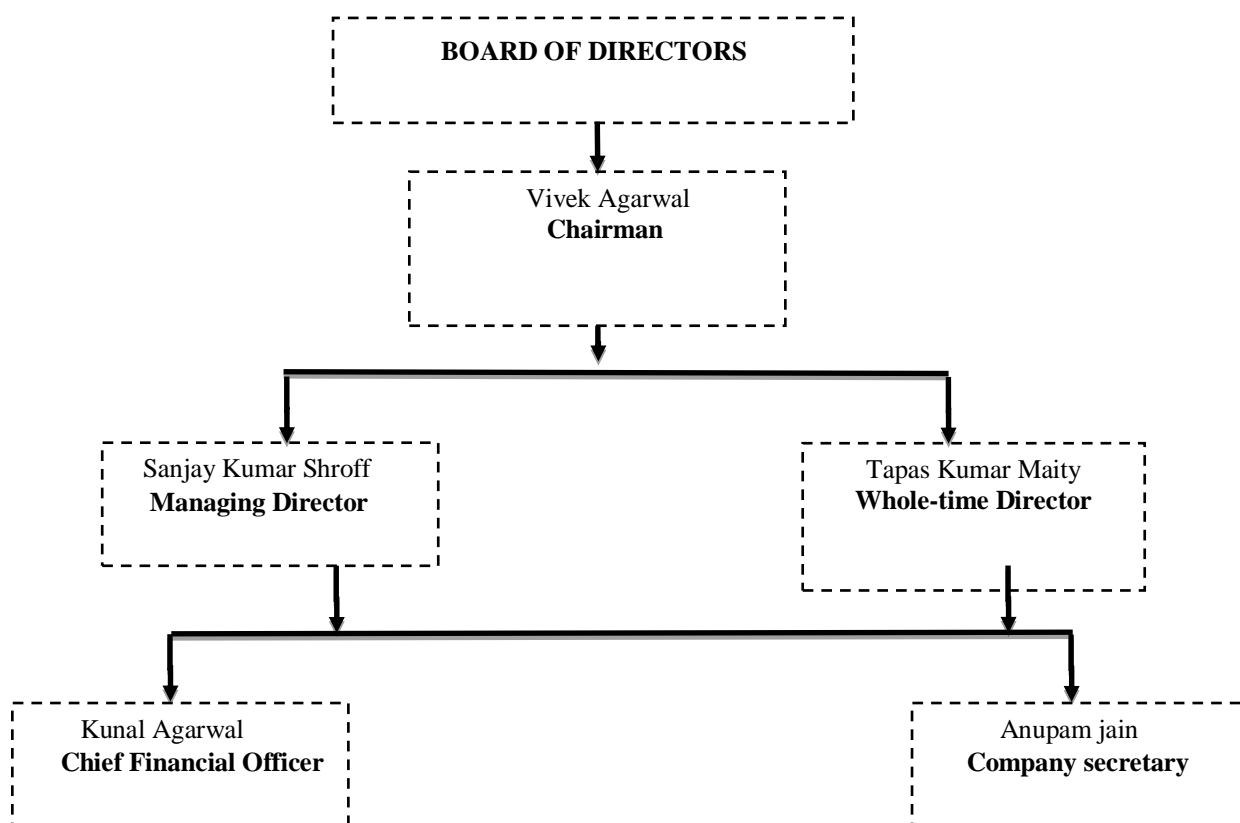 BOARD OF DIRECTORS
Vivek Agarwal
Chairman
Sanjay Kumar Shroff
Managing Director
Tapas Kumar Maity
Whole-time Director
Kunal Agarwal
Chief Financial Officer
Anupam jain
Company secretary